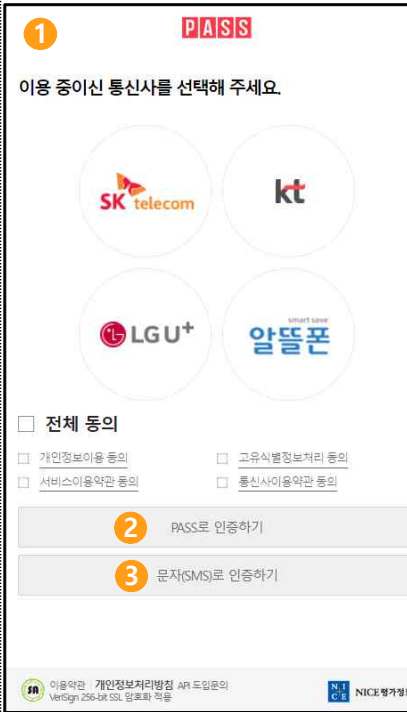 1
PASS
이용 중이신 통신사를 선택해 주세요.
SK telecom
kt
LG U+
smart save
알뜰폰
전체 동의
개인정보이용 동의
고유식별정보처리 동의
서비스이용약관 동의
통신사이용약관 동의
2 PASS로 인증하기
3 문자(SMS)로 인증하기
이용약관 개인정보처리방침 API 도입문의
VeriSign 256-bit SSL 암호화 적용
NICE NICE평가정